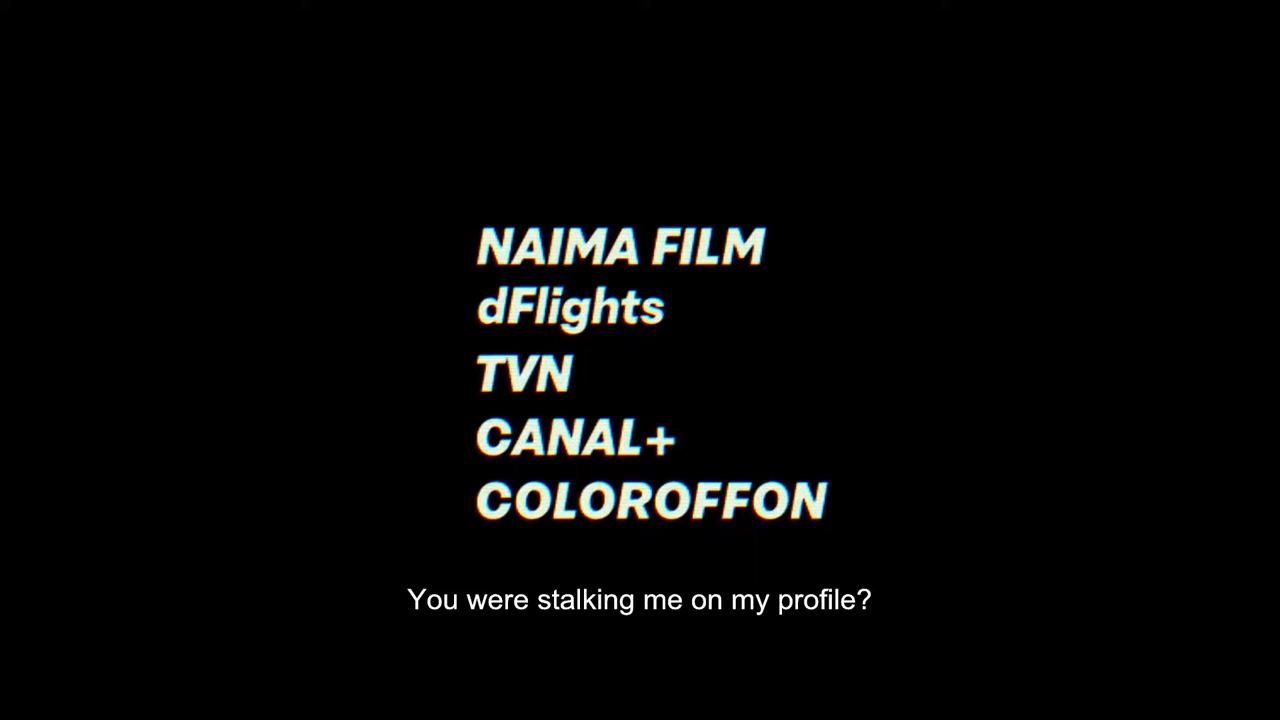 NAIMA FILM
dFlights
TVN
CANAL+
COLOROFFON
You were stalking me on my profile?